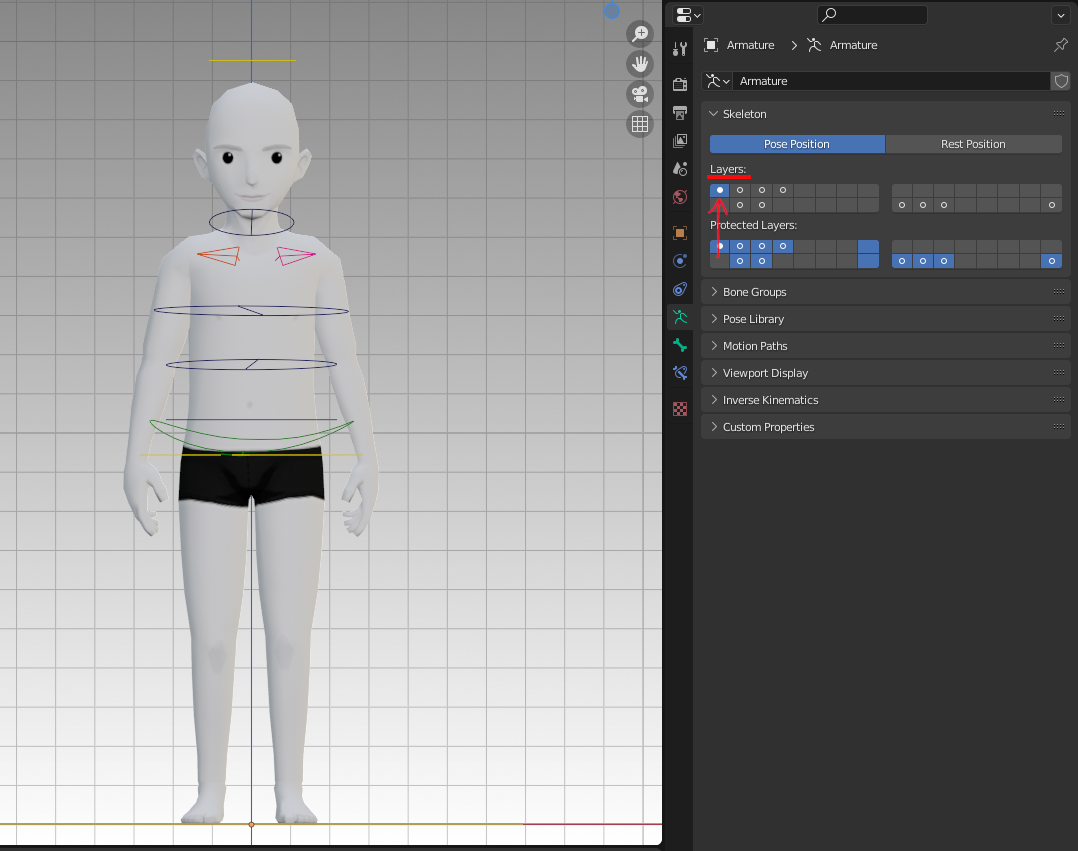 Armature > Armature
Armature
Skeleton
Pose Position Rest Position
Layers:
Protected Layers:
Bone Groups
Pose Library
Motion Paths
Viewport Display
Inverse Kinematics
Custom Properties